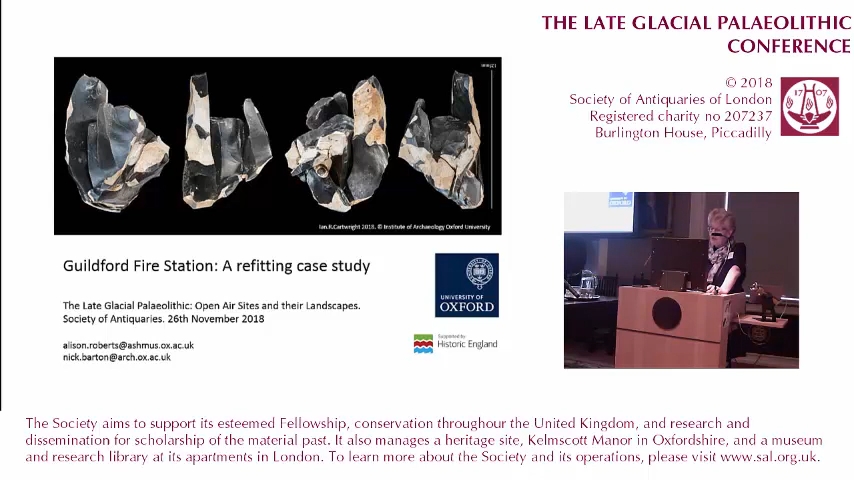 THE LATE GLACIAL PALAEOLITHIC
CONFERENCE
© 2018
Society of Antiquaries of London
Registered charity no 207237
Burlington House, Piccadilly
17 07
Ian.R.Cartwright 2018. © Institute of Archaeology Oxford University
Guildford Fire Station: A refitting case study
UNIVERSITY OF
OXFORD
The Late Glacial Palaeolithic: Open Air Sites and their Landscapes.
Society of Antiquaries. 26th November 2018
Supported by
Historic England
alison.roberts@ashmus.ox.ac.uk
nick.barton@arch.ox.ac.uk
OXFORD
The Society aims to support its esteemed Fellowship, conservation throughour the United Kingdom, and research and
dissemination for scholarship of the material past. It also manages a heritage site, Kelmscott Manor in Oxfordshire, and a museum
and research library at its apartments in London. To learn more about the Society and its operations, please visit www.sal.org.uk.